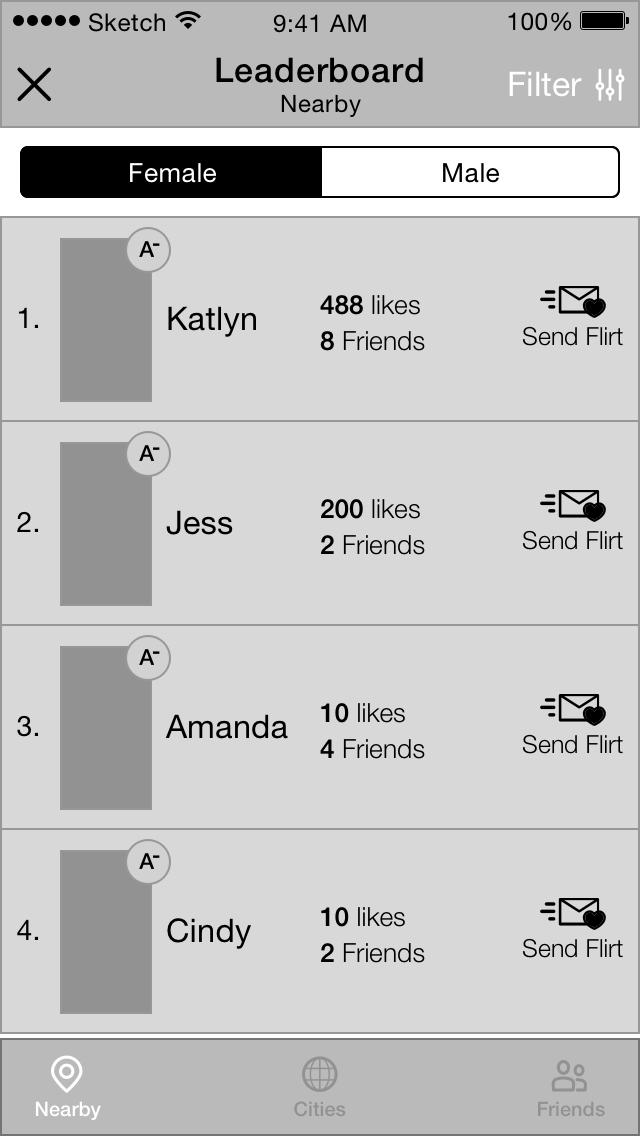 Sketch 9:41 AM 100%
Leaderboard
Nearby
Filter
Female Male
A-
1. Katlyn
488 likes
8 Friends
Send Flirt
A-
2. Jess
200 likes
2 Friends
Send Flirt
A-
3. Amanda
10 likes
4 Friends
Send Flirt
A-
4. Cindy
10 likes
2 Friends
Send Flirt
Nearby Cities Friends